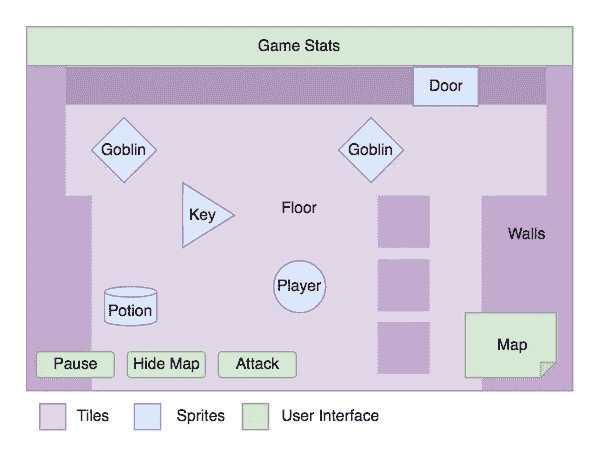 Game Stats
Door
Goblin
Goblin
Key
Floor
Walls
Player
Potion
Map
Pause
Hide Map
Attack
Tiles
Sprites
User Interface